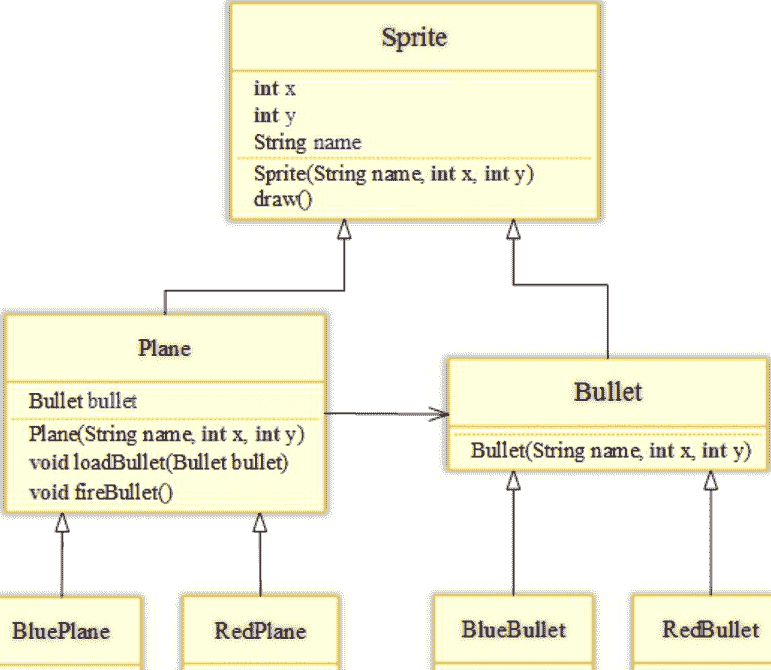 Sprite
int x
int y
String name
Sprite(String name, int x, int y)
draw()
Plane
Bullet bullet
Plane(String name, int x, int y)
void loadBullet(Bullet bullet)
void fireBullet()
Bullet
Bullet(String name, int x, int y)
BluePlane
RedPlane
BlueBullet
RedBullet